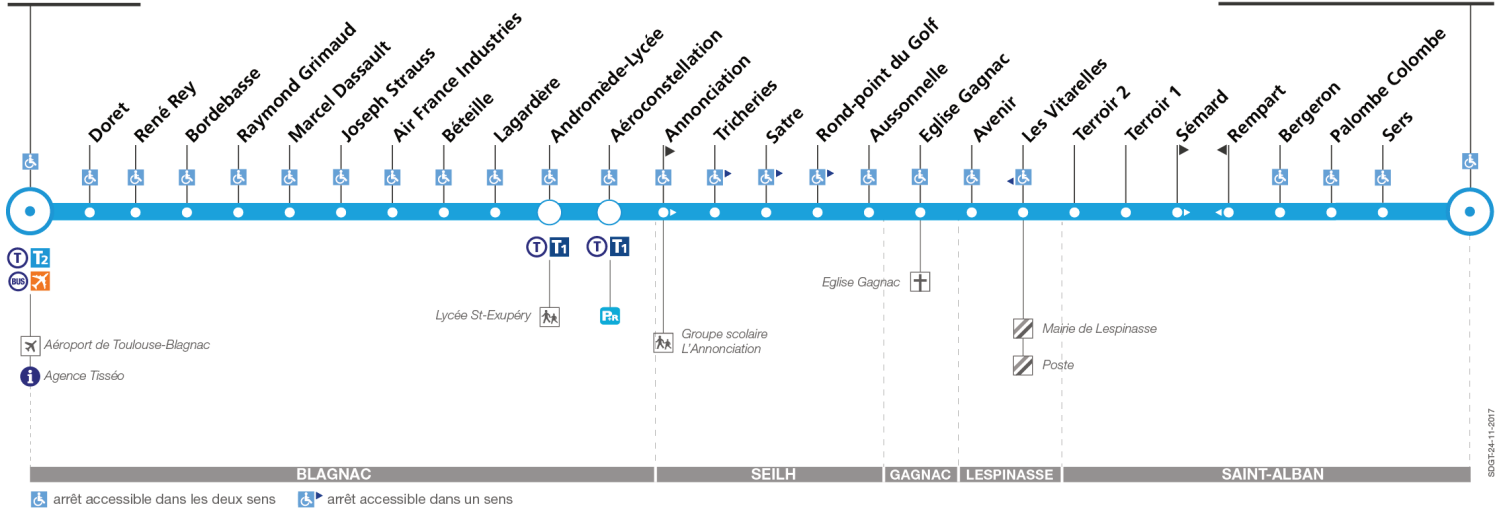 Doret
René Rey
Bordebasse
Raymond Grimaud
Marcel Dassault
Joseph Strauss
Air France Industries
Béteille
Lagardère
Andromède-Lycée
Aéroconstellation
Annonciation
Tricheries
Satre
Rond-point du Golf
Aussonnelle
Eglise Gagnac
Avenir
Les Vitarelles
Terroir 2
Terroir 1
Sémard
Rempart
Bergeron
Palombe Colombe
Sers
T T2
BUS
T T1
T T1
Eglise Gagnac
Lycée St-Exupéry
P+R
Groupe scolaire
L'Annonciation
Mairie de Lespinasse
Poste
Aéroport de Toulouse-Blagnac
i Agence Tisséo
SDGT-24-11-2017
BLAGNAC
SEILH
GAGNAC
LESPINASSE
SAINT-ALBAN
arrêt accessible dans les deux sens
arrêt accessible dans un sens